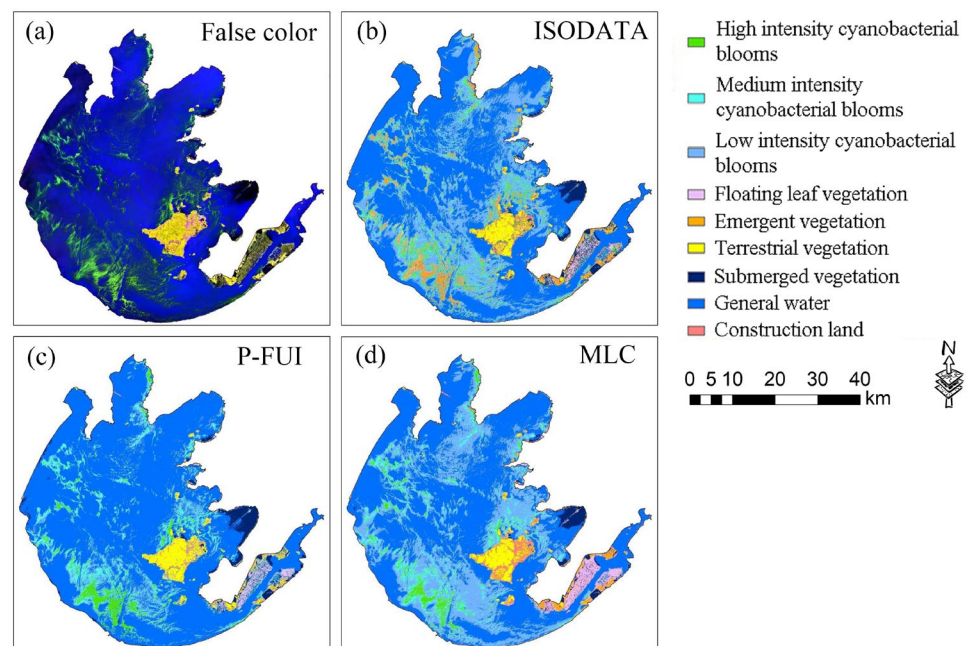 (a) False color
(b) ISODATA
(c) P-FUI
(d) MLC
High intensity cyanobacterial
blooms
Medium intensity
cyanobacterial blooms
Low intensity cyanobacterial
blooms
Floating leaf vegetation
Emergent vegetation
Terrestrial vegetation
Submerged vegetation
General water
Construction land
N
0 5 10 20 30 40
km